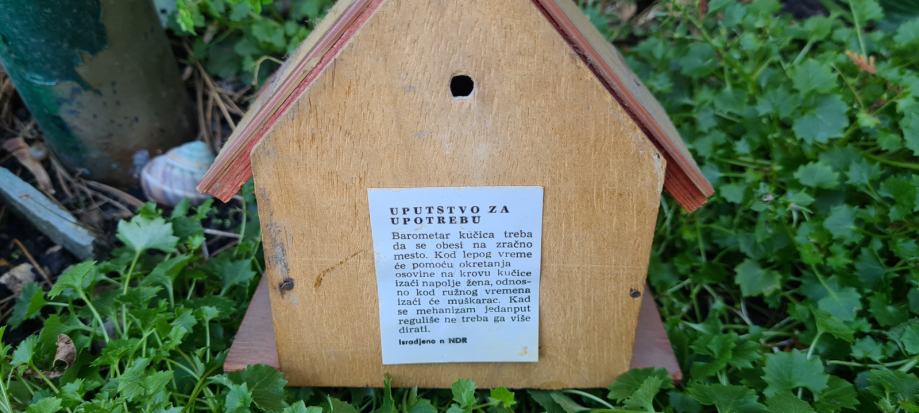 UPUTSTVO ZA
UPOTREBU
Barometar kućica treba
da se obesi na zračno
mesto. Kod lepog vreme
će pomoću okretanja
osovine na krovu kućice
izaći napolje žena, odnos-
no kod ružnog vremena
izaći će muškarac. Kad
se mehanizam jedanput
reguliše ne treba ga više
dirati.
Isradjeno n NDR